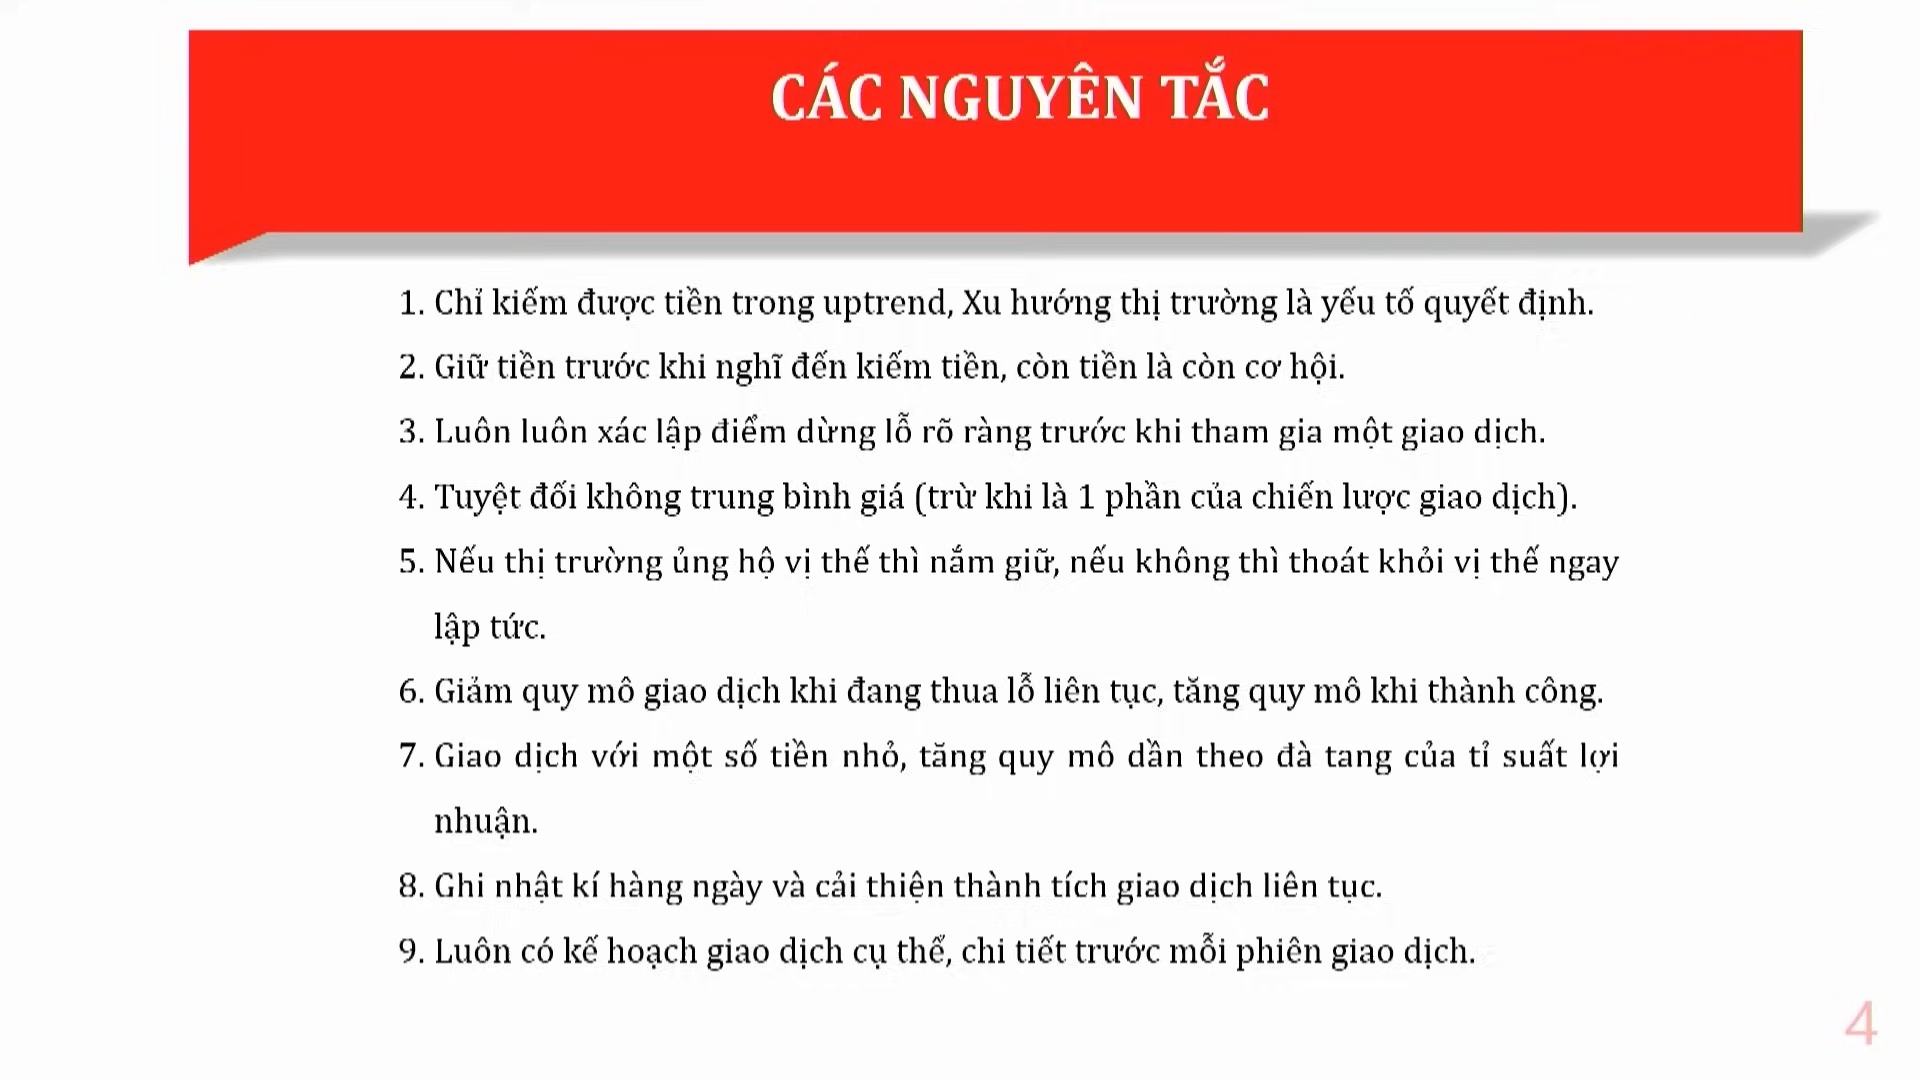 CÁC NGUYÊN TẮC
1. Chỉ kiếm được tiền trong uptrend, Xu hướng thị trường là yếu tố quyết định.
2. Giữ tiền trước khi nghĩ đến kiếm tiền, còn tiền là còn cơ hội.
3. Luôn luôn xác lập điểm dừng lỗ rõ ràng trước khi tham gia một giao dịch.
4. Tuyệt đối không trung bình giá (trừ khi là 1 phần của chiến lược giao dịch).
5. Nếu thị trường ủng hộ vị thế thì nắm giữ, nếu không thì thoát khỏi vị thế ngay
lập tức.
6. Giảm quy mô giao dịch khi đang thua lỗ liên tục, tăng quy mô khi thành công.
7. Giao dịch với một số tiền nhỏ, tăng quy mô dần theo đà tang của tỉ suất lợi
nhuận.
8. Ghi nhật kí hàng ngày và cải thiện thành tích giao dịch liên tục.
9. Luôn có kế hoạch giao dịch cụ thể, chi tiết trước mỗi phiên giao dịch.
4